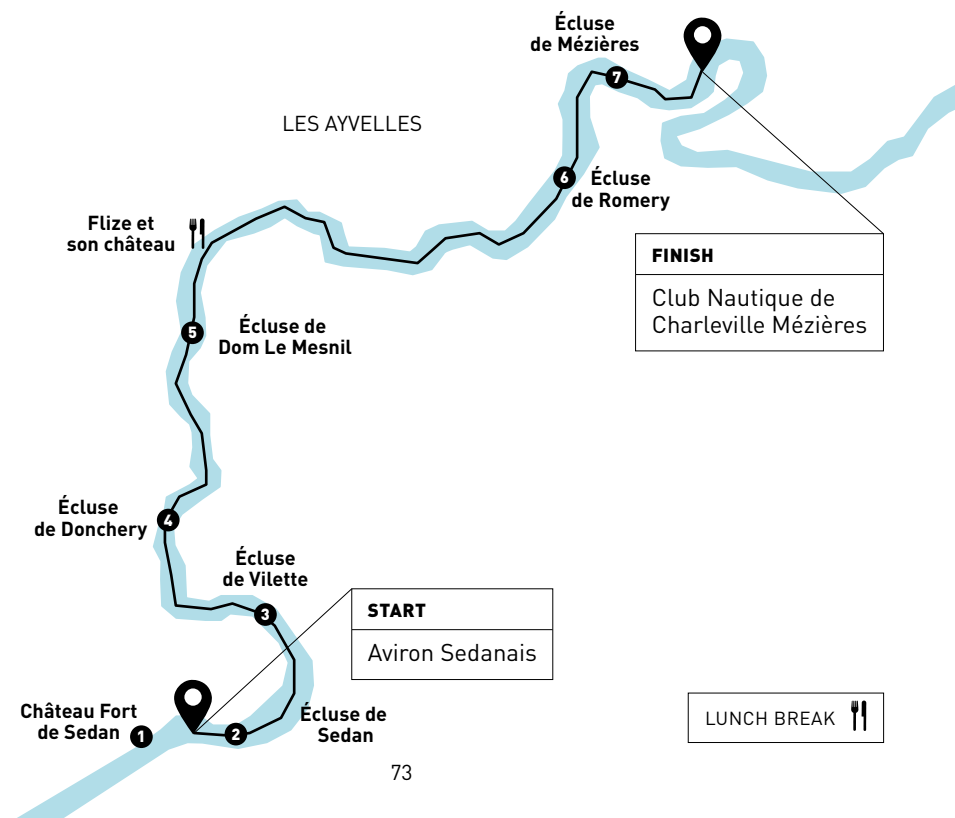 Écluse
de Mézières
7
LES AYVELLES
6
Écluse
de Romery
Flize et
son château
FINISH
Club Nautique de
Charleville Mézières
5
Écluse de
Dom Le Mesnil
Écluse
de Donchery
4
Écluse
de Vilette
3
START
Aviron Sedanais
Château Fort
de Sedan
1
2
Écluse de
Sedan
LUNCH BREAK
73